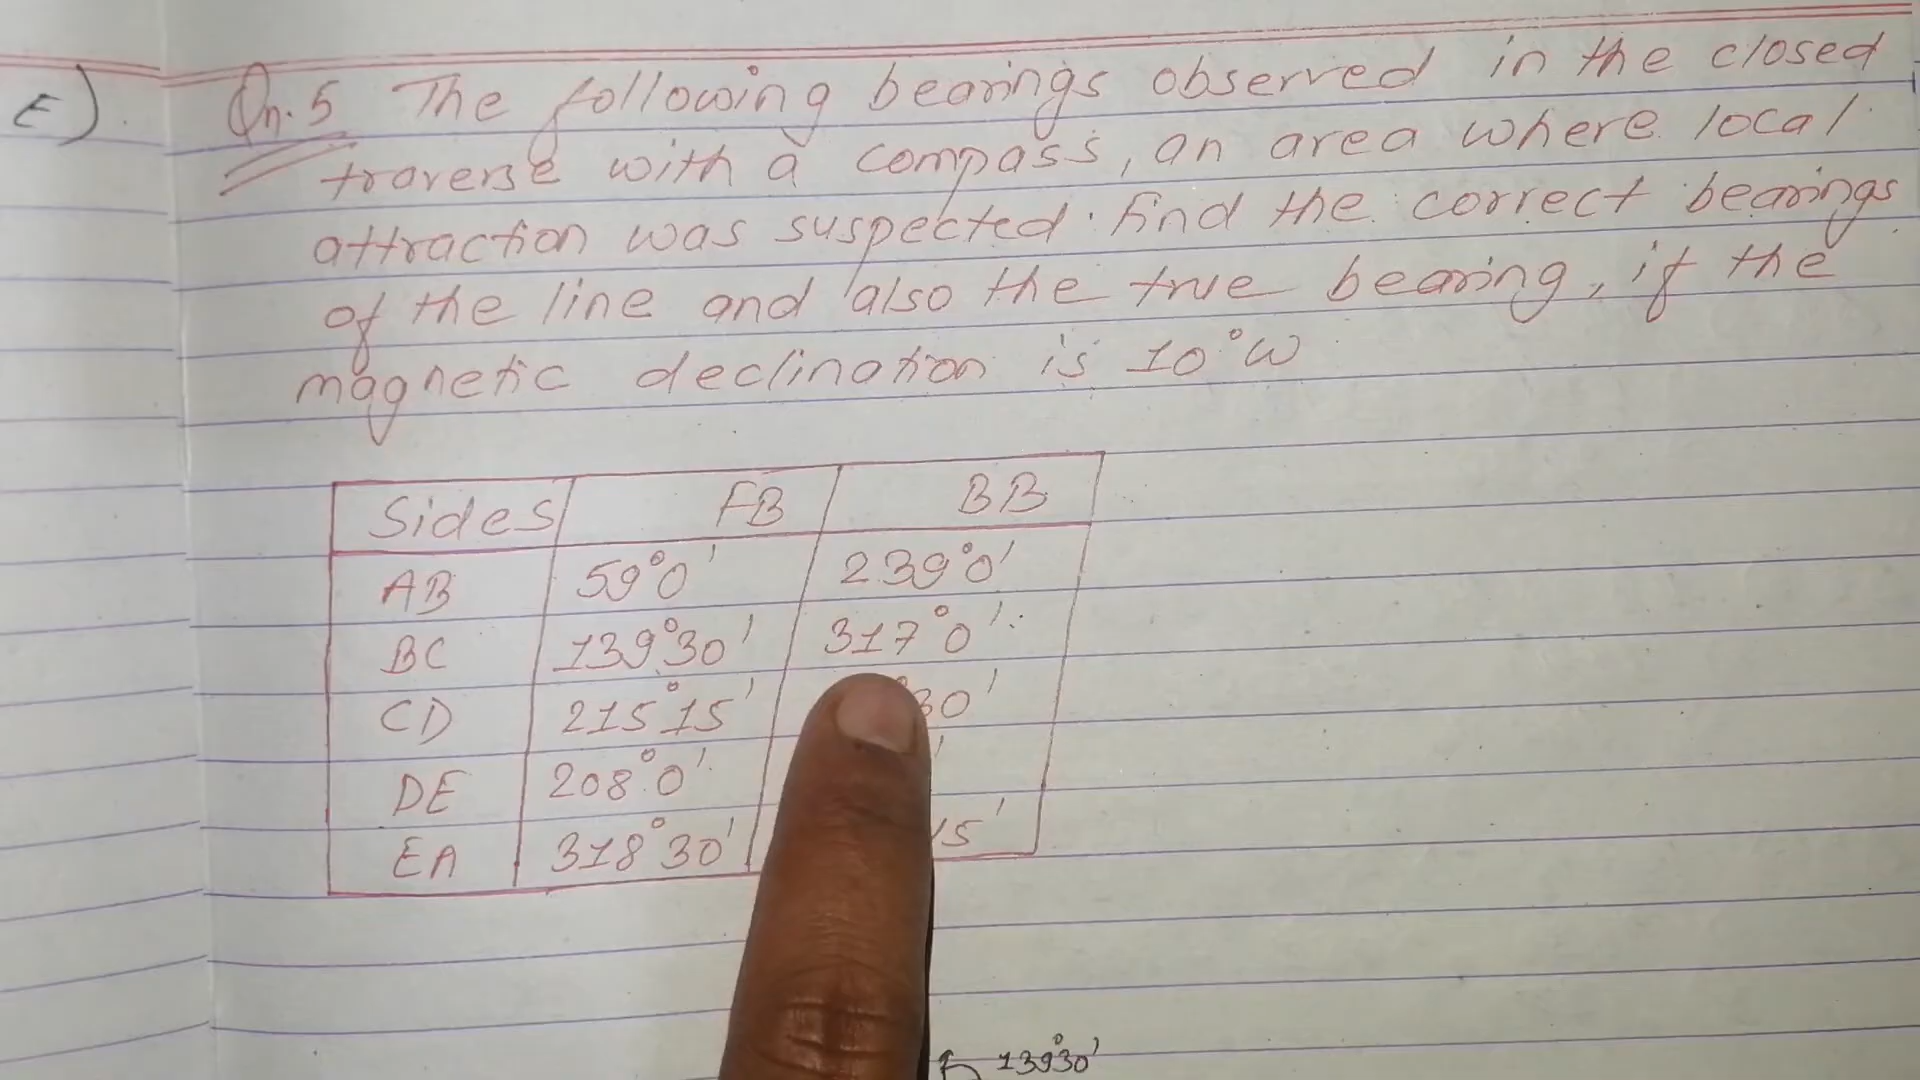 E).
Qn.5 The following bearings observed in the closed
traverse with a compass, an area where local
attraction was suspected. find the correct bearings
of the line and also the true bearing, if the
magnetic declination is 10°W
Sides FB BB
AB 59°0' 239°0'
BC 139°30' 317°0'
CD 215°15' 30'
DE 208°0'
EA 318°30' 15'
139°30'